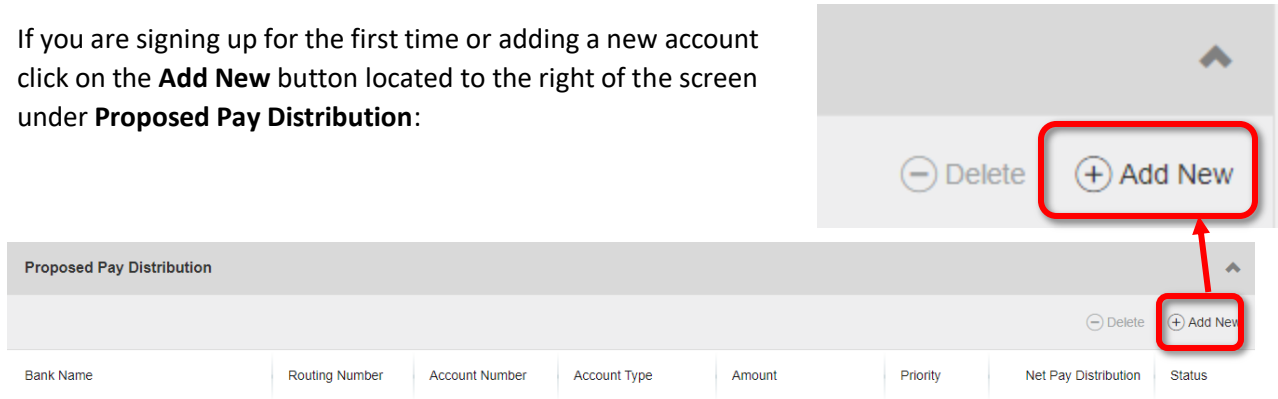 If you are signing up for the first time or adding a new account
click on the Add New button located to the right of the screen
under Proposed Pay Distribution:
Delete Add New
Proposed Pay Distribution
Delete Add New
Bank Name Routing Number Account Number Account Type Amount Priority Net Pay Distribution Status